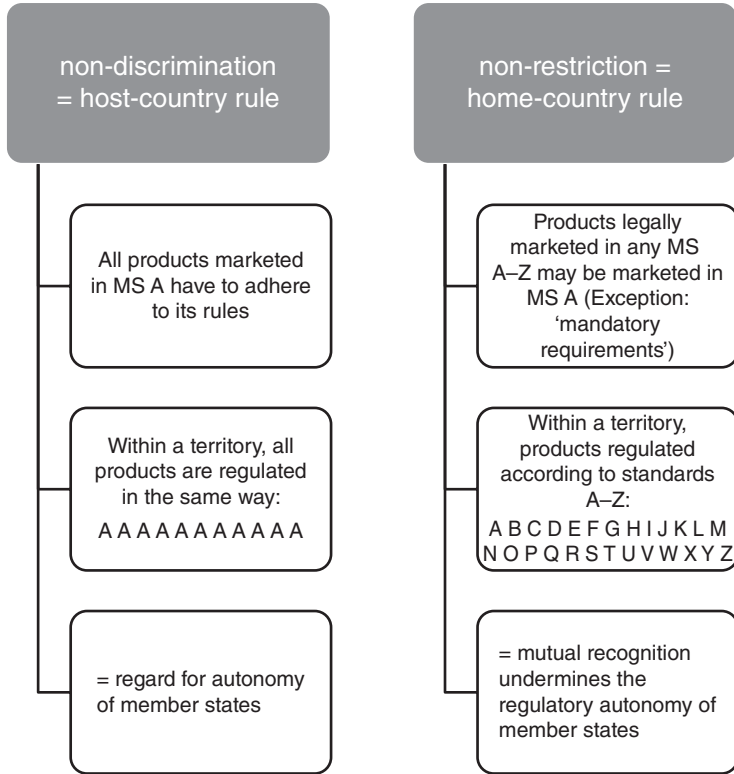 non-discrimination
= host-country rule
All products marketed
in MS A have to adhere
to its rules
Within a territory, all
products are regulated
in the same way:
A A A A A A A A A A A
= regard for autonomy
of member states
non-restriction =
home-country rule
Products legally
marketed in any MS
A–Z may be marketed in
MS A (Exception:
‘mandatory
requirements’)
Within a territory,
products regulated
according to standards
A–Z:
A B C D E F G H I J K L M
N O P Q R S T U V W X Y Z
= mutual recognition
undermines the
regulatory autonomy of
member states